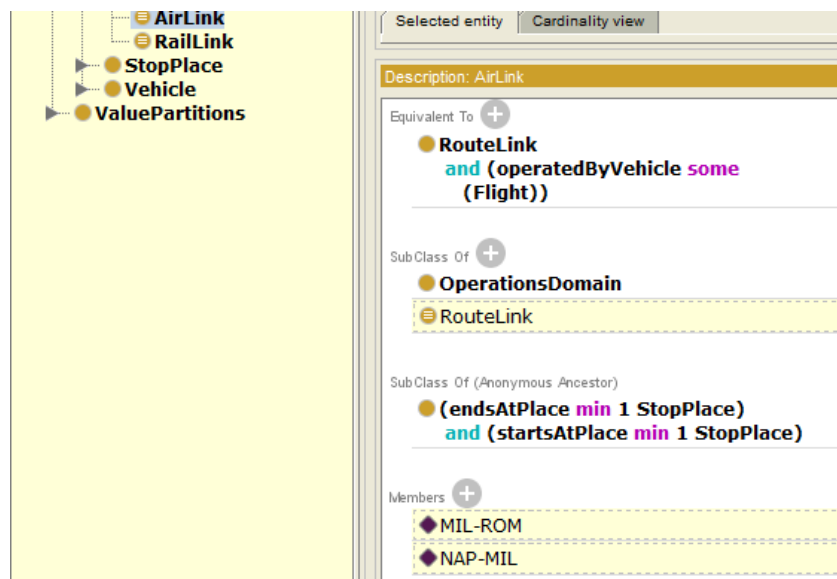 AirLink
RailLink
StopPlace
Vehicle
ValuePartitions
Selected entity
Cardinality view
Description: AirLink
Equivalent To
RouteLink
and (operatedByVehicle some
(Flight))
SubClass Of
OperationsDomain
RouteLink
SubClass Of (Anonymous Ancestor)
(endsAtPlace min 1 StopPlace)
and (startsAtPlace min 1 StopPlace)
Members
MIL-ROM
NAP-MIL